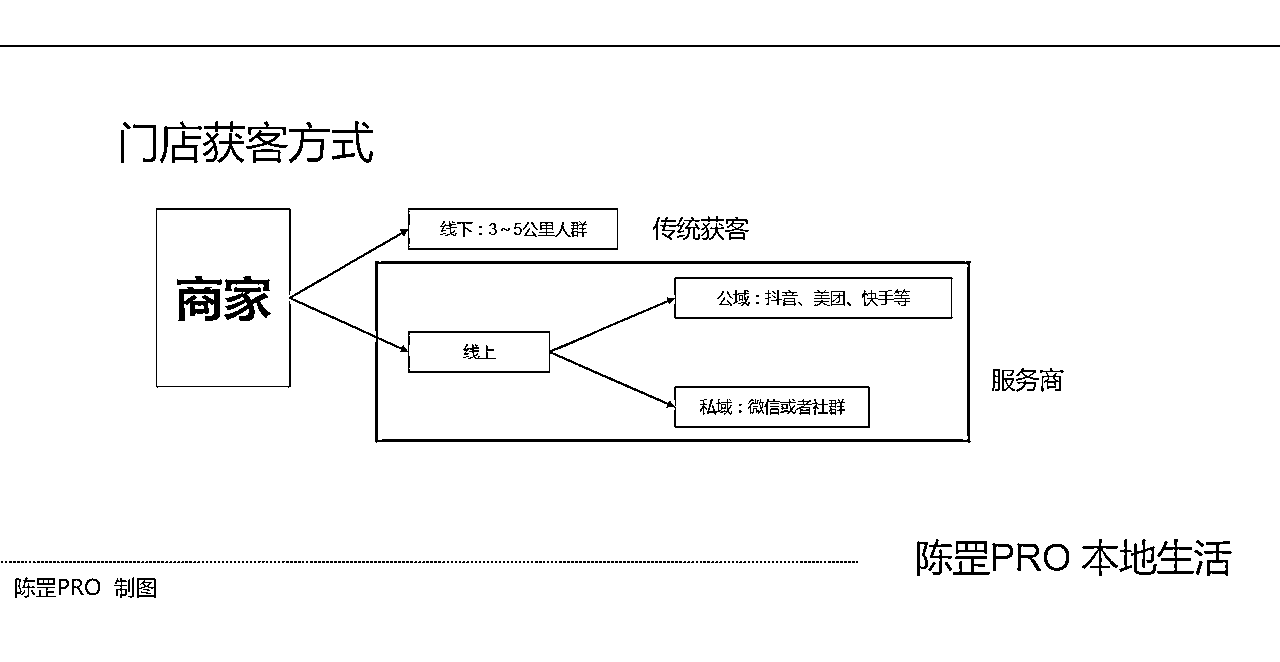 门店获客方式
商家
线下：3～5公里人群
传统获客
线上
公域：抖音、美团、快手等
私域：微信或者社群
服务商
陈罡PRO 本地生活
陈罡PRO 制图